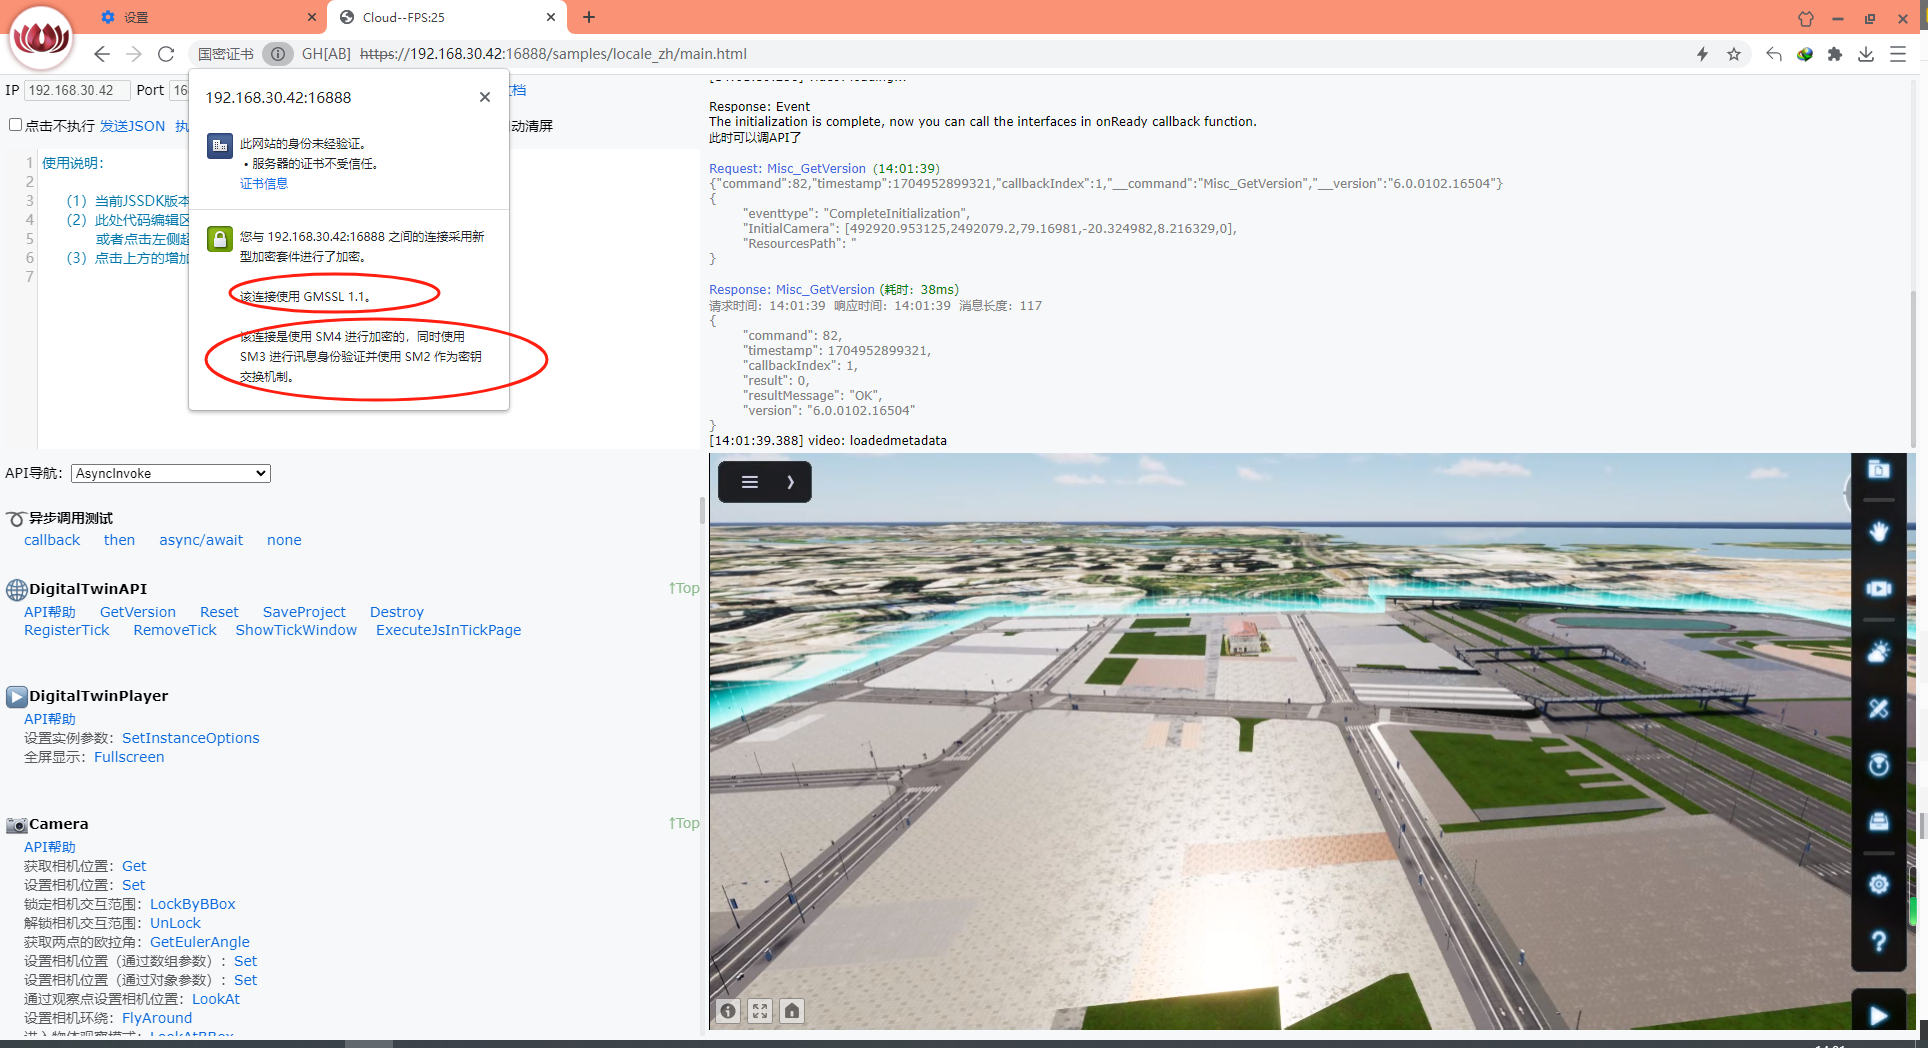 设置
Cloud--FPS:25
国密证书
GH[AB]
https://192.168.30.42:16888/samples/locale_zh/main.html
IP 192.168.30.42 Port 16
文档
点击不执行 发送JSON 执
动清屏
192.168.30.42:16888
此网站的身份未经验证。
• 服务器的证书不受信任。
证书信息
您与 192.168.30.42:16888 之间的连接采用新
型加密套件进行了加密。
该连接使用 GMSSL 1.1。
该连接是使用 SM4 进行加密的，同时使用
SM3 进行讯息身份验证并使用 SM2 作为密钥
交换机制。
1 使用说明：
2
3 （1）当前JSSDK版本
4 （2）此处代码编辑区
5 或者点击左侧超
6 （3）点击上方的增加
7
API导航： AsyncInvoke
异步调用测试
callback then async/await none
DigitalTwinAPI ↑Top
API帮助 GetVersion Reset SaveProject Destroy
RegisterTick RemoveTick ShowTickWindow ExecuteJsInTickPage
DigitalTwinPlayer
API帮助
设置实例参数：SetInstanceOptions
全屏显示：Fullscreen
Camera ↑Top
API帮助
获取相机位置：Get
设置相机位置：Set
锁定相机交互范围：LockByBBox
解锁相机交互范围：UnLock
获取两点的欧拉角：GetEulerAngle
设置相机位置（通过数组参数）：Set
设置相机位置（通过对象参数）：Set
通过观察点设置相机位置：LookAt
设置相机环绕：FlyAround
进入物体观察模式：LookAtBBox
Response: Event
The initialization is complete, now you can call the interfaces in onReady callback function.
此时可以调API了
Request: Misc_GetVersion (14:01:39)
{"command":82,"timestamp":1704952899321,"callbackIndex":1,"__command":"Misc_GetVersion","__version":"6.0.0102.16504"}
{
"eventtype": "CompleteInitialization",
"InitialCamera": [492920.953125,2492079.2,79.16981,-20.324982,8.216329,0],
"ResourcesPath": "
}
Response: Misc_GetVersion (耗时: 38ms)
请求时间: 14:01:39 响应时间: 14:01:39 消息长度: 117
{
"command": 82,
"timestamp": 1704952899321,
"callbackIndex": 1,
"result": 0,
"resultMessage": "OK",
"version": "6.0.0102.16504"
}
[14:01:39.388] video: loadedmetadata